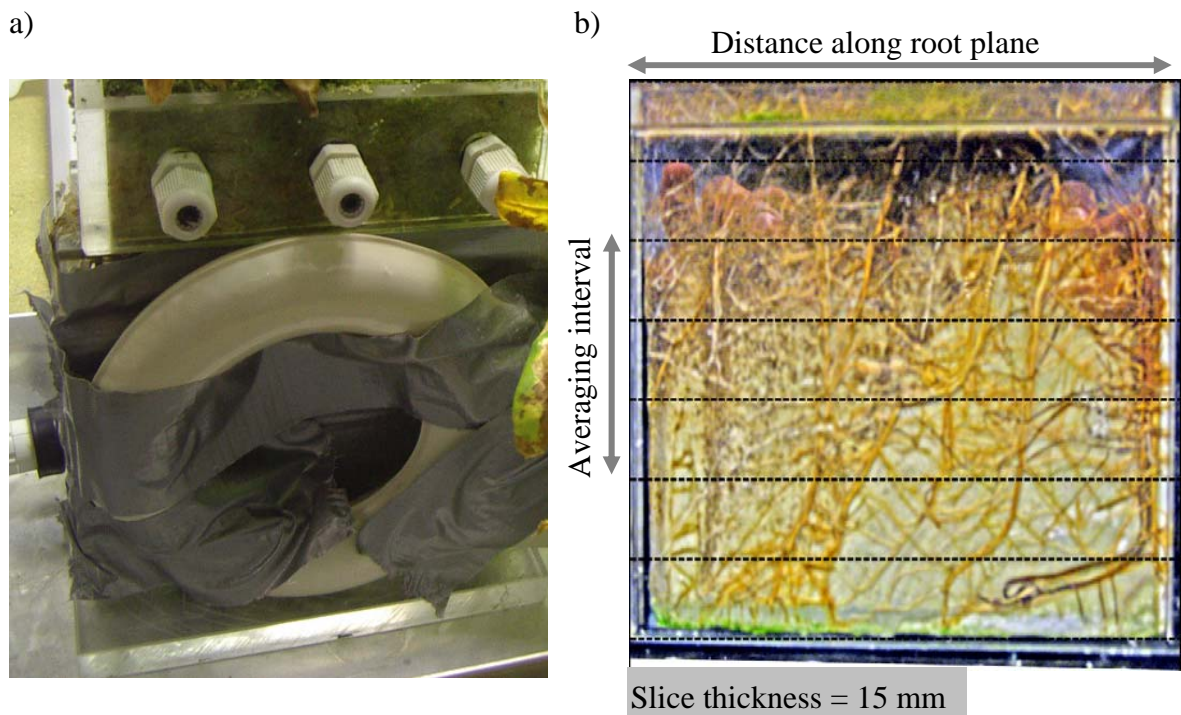 a)
b)
Distance along root plane
Averaging interval
Slice thickness = 15 mm